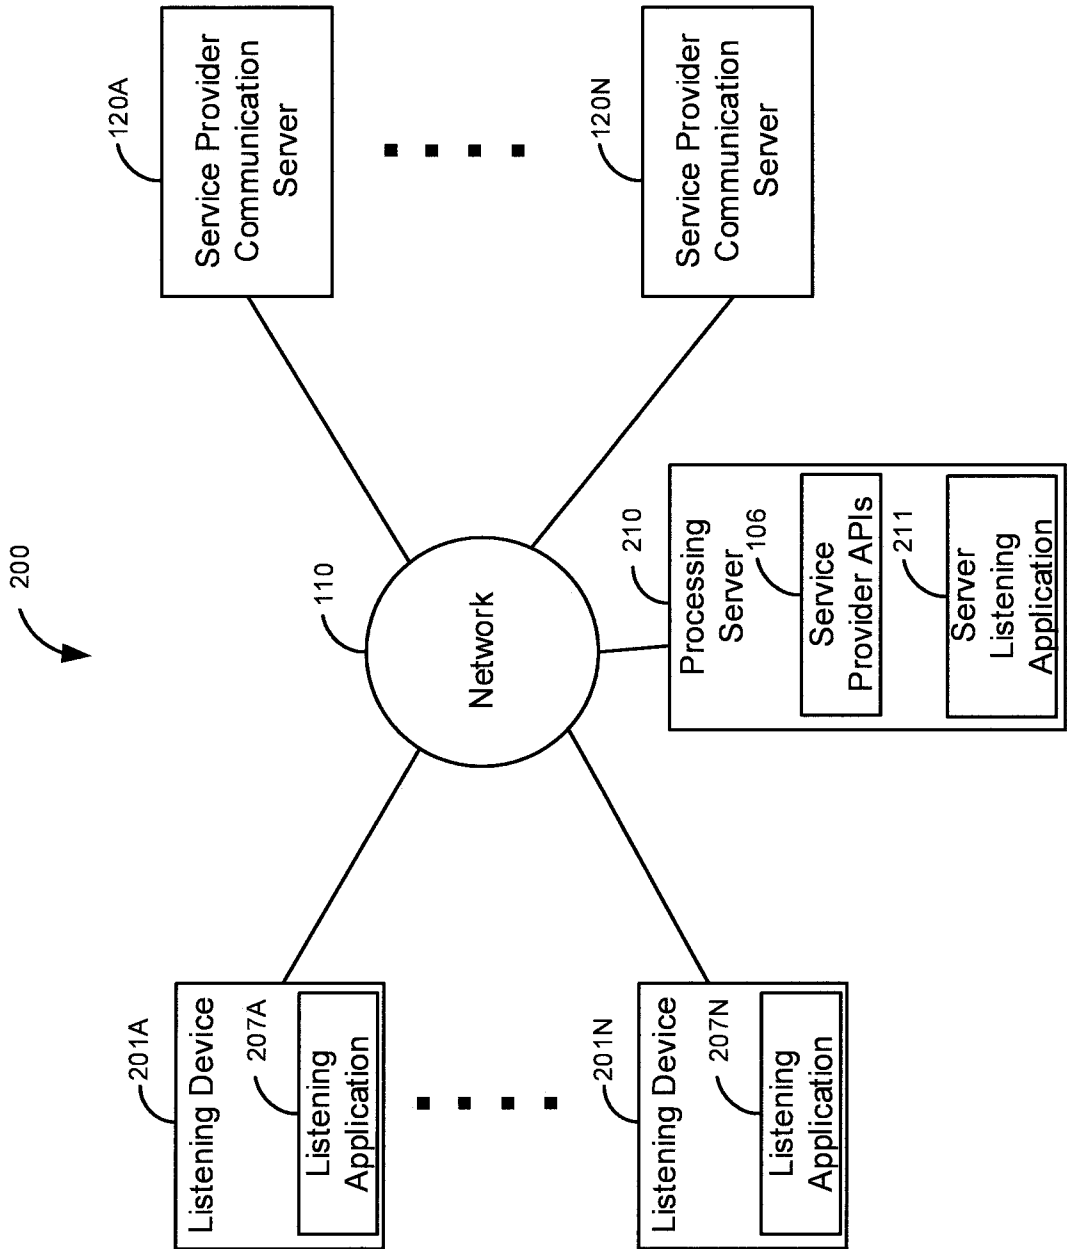 200
201A
Listening Device
207A
Listening
Application
201N
Listening Device
207N
Listening
Application
110
Network
210
Processing
Server
106
Service
Provider APIs
211
Server
Listening
Application
120A
Service Provider
Communication
Server
120N
Service Provider
Communication
Server